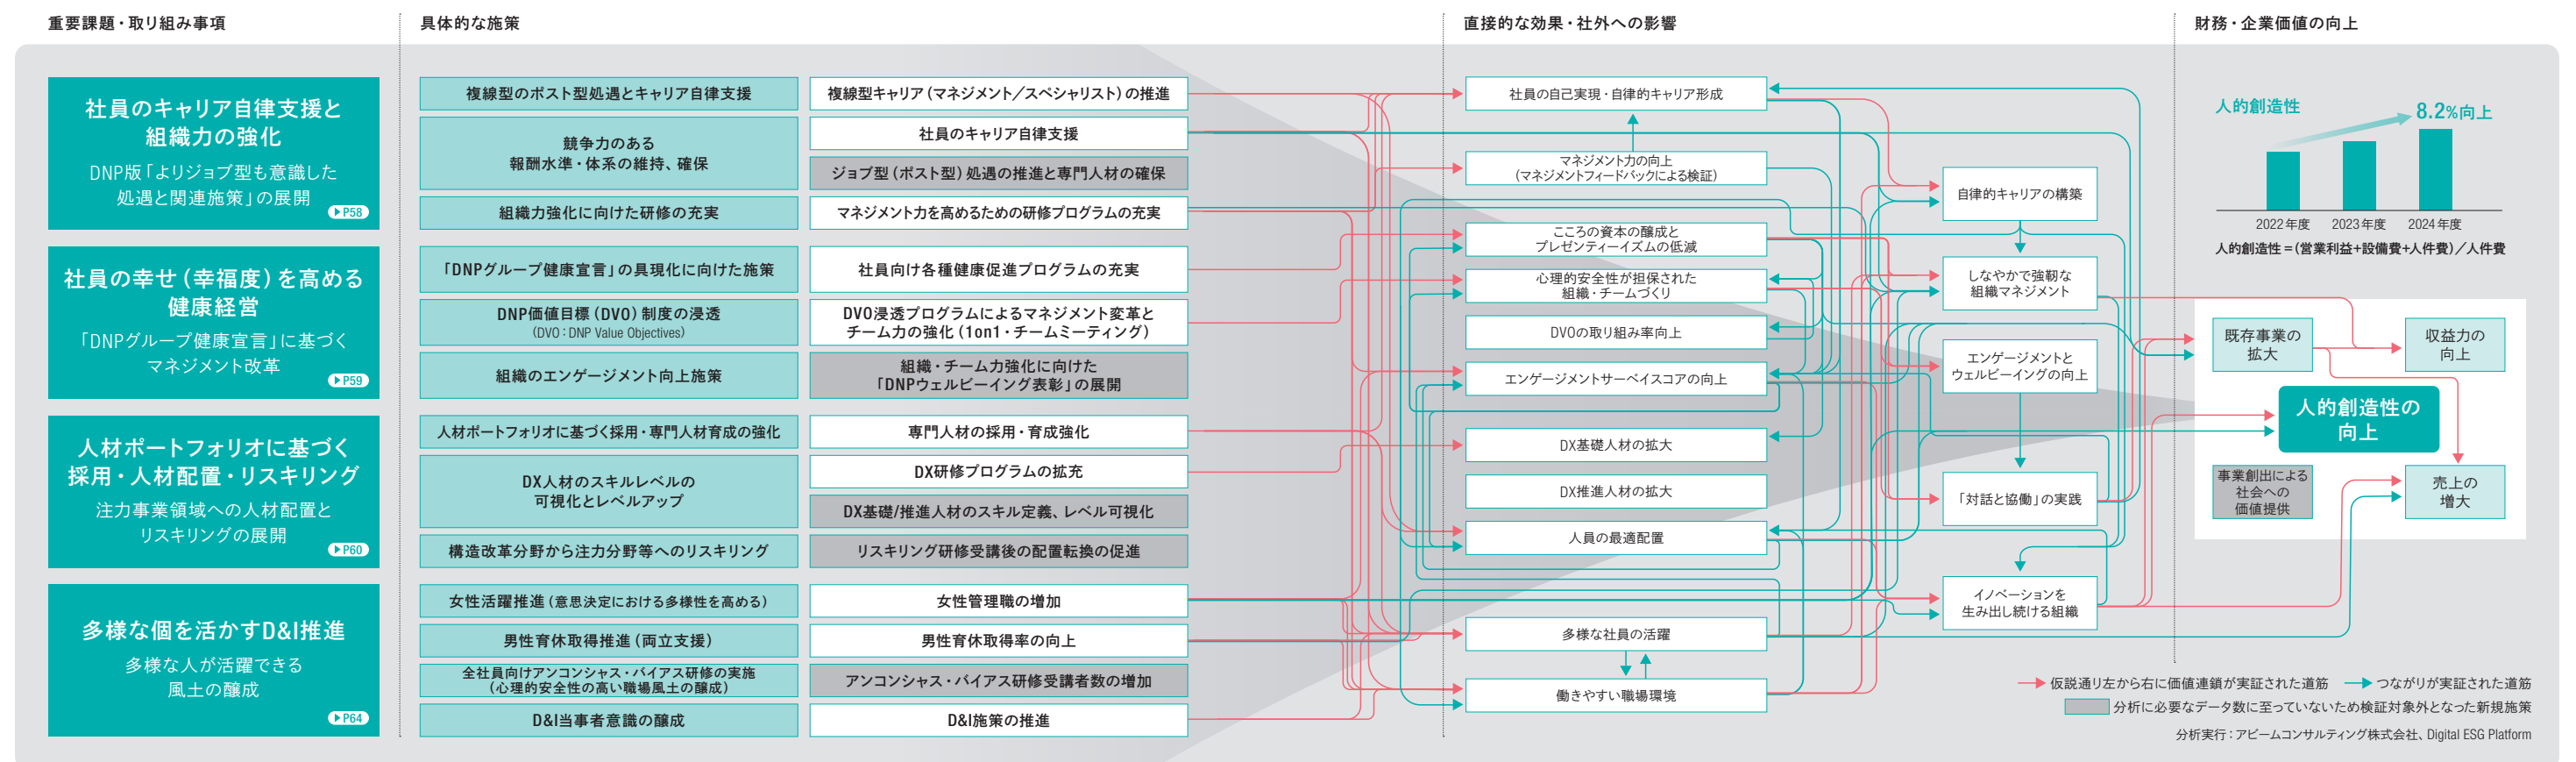 重要課題・取り組み事項
具体的な施策
直接的な効果・社外への影響
財務・企業価値の向上
社員のキャリア自律支援と
組織力の強化
DNP版「よりジョブ型も意識した
処遇と関連施策」の展開
▶P58
複線型のポスト型処遇とキャリア自律支援
競争力のある
報酬水準・体系の維持、確保
組織力強化に向けた研修の充実
複線型キャリア（マネジメント／スペシャリスト）の推進
社員のキャリア自律支援
ジョブ型（ポスト型）処遇の推進と専門人材の確保
マネジメント力を高めるための研修プログラムの充実
社員の幸せ（幸福度）を高める
健康経営
「DNPグループ健康宣言」に基づく
マネジメント改革
▶P59
「DNPグループ健康宣言」の具現化に向けた施策
DNP価値目標（DVO）制度の浸透
（DVO：DNP Value Objectives）
組織のエンゲージメント向上施策
社員向け各種健康促進プログラムの充実
DVO浸透プログラムによるマネジメント変革と
チーム力の強化（1on1・チームミーティング）
組織・チーム力強化に向けた
「DNPウェルビーイング表彰」の展開
人材ポートフォリオに基づく
採用・人材配置・リスキリング
注力事業領域への人材配置と
リスキリングの展開
▶P60
人材ポートフォリオに基づく採用・専門人材育成の強化
DX人材のスキルレベルの
可視化とレベルアップ
構造改革分野から注力分野等へのリスキリング
専門人材の採用・育成強化
DX研修プログラムの拡充
DX基礎/推進人材のスキル定義、レベル可視化
リスキリング研修受講後の配置転換の促進
多様な個を活かすD&I推進
多様な人が活躍できる
風土の醸成
▶P64
女性活躍推進（意思決定における多様性を高める）
男性育休取得推進（両立支援）
全社員向けアンコンシャス・バイアス研修の実施
（心理的安全性の高い職場風土の醸成）
D&I当事者意識の醸成
女性管理職の増加
男性育休取得率の向上
アンコンシャス・バイアス研修受講者数の増加
D&I施策の推進
社員の自己実現・自律的キャリア形成
マネジメント力の向上
（マネジメントフィードバックによる検証）
こころの資本の醸成と
プレゼンティーイズムの低減
心理的安全性が担保された
組織・チームづくり
DVOの取り組み率向上
エンゲージメントサーベイスコアの向上
DX基礎人材の拡大
DX推進人材の拡大
人員の最適配置
多様な社員の活躍
働きやすい職場環境
自律的キャリアの構築
しなやかで強靭な
組織マネジメント
エンゲージメントと
ウェルビーイングの向上
「対話と協働」の実践
イノベーションを
生み出し続ける組織
人的創造性
8.2%向上
2022年度
2023年度
2024年度
人的創造性＝（営業利益+設備費+人件費）／人件費
既存事業の
拡大
収益力の
向上
人的創造性の
向上
事業創出による
社会への
価値提供
売上の
増大
仮説通り左から右に価値連鎖が実証された道筋
つながりが実証された道筋
分析に必要なデータ数に至っていないため検証対象外となった新規施策
分析実行：アビームコンサルティング株式会社、Digital ESG Platform